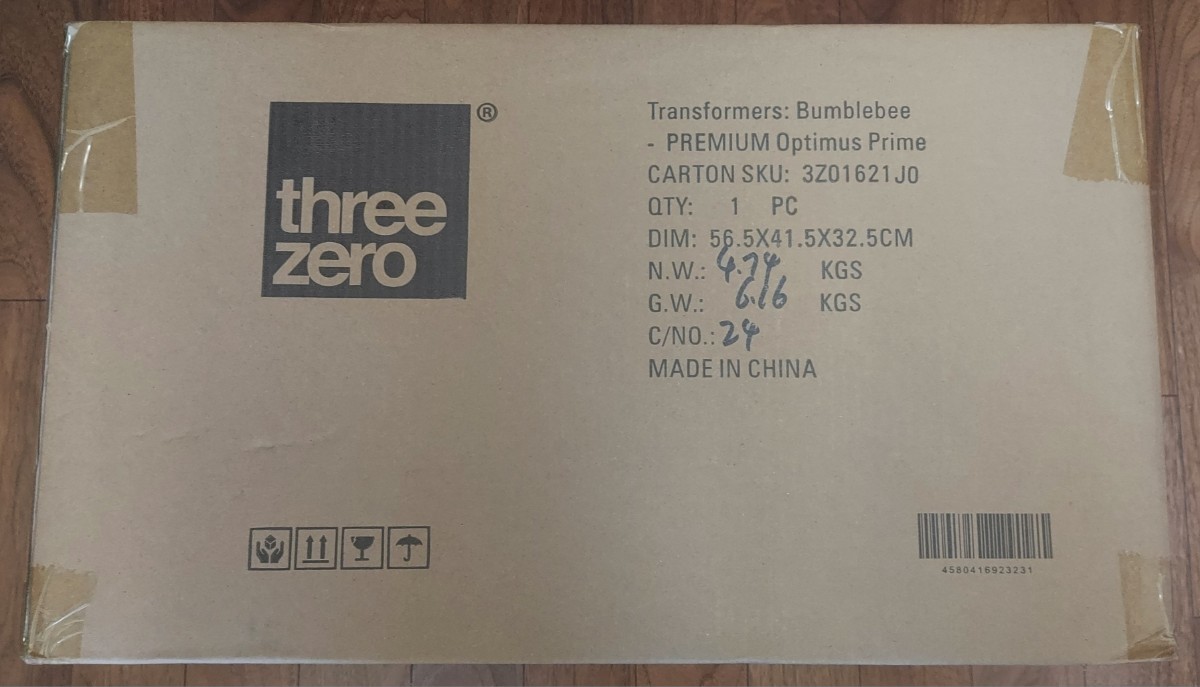 three
zero
®
Transformers: Bumblebee
- PREMIUM Optimus Prime
CARTON SKU: 3Z01621J0
QTY: 1 PC
DIM: 56.5X41.5X32.5CM
N.W.: 4.74 KGS
G.W.: 6.16 KGS
C/NO.: 24
MADE IN CHINA
4580416923231